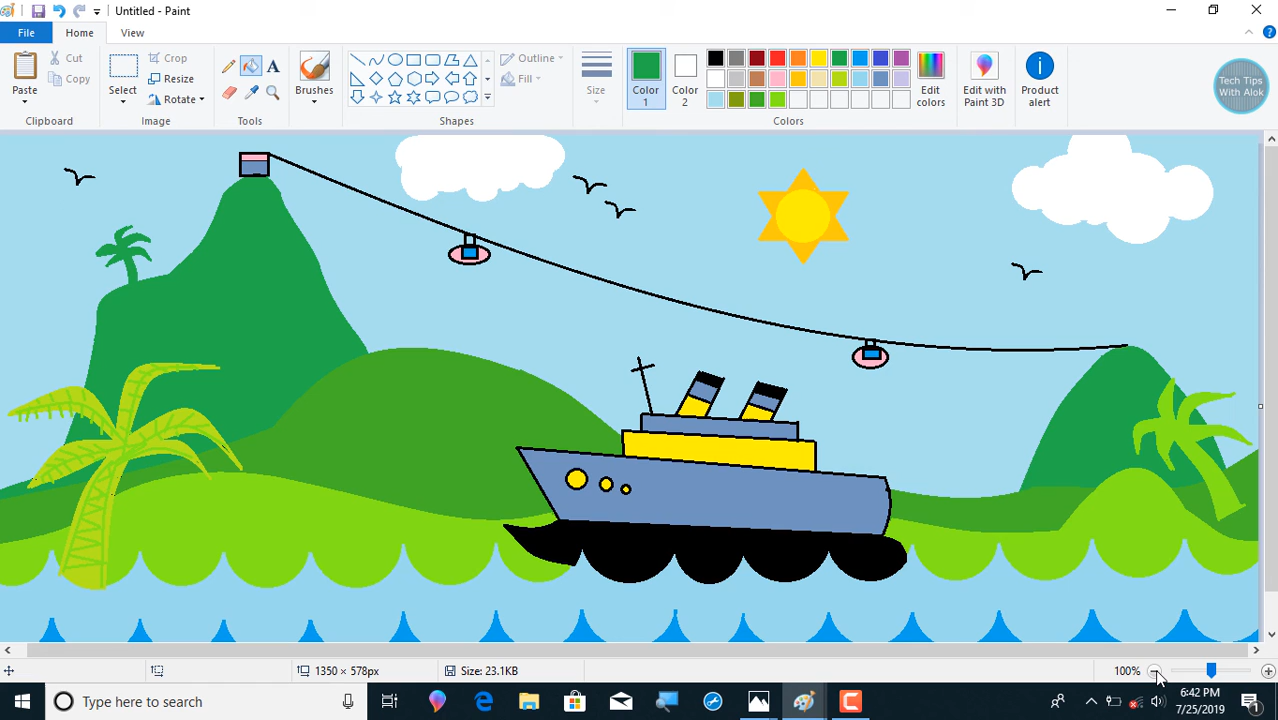 Untitled - Paint
File Home View
Paste Cut Copy
Select Crop Resize Rotate
Brushes
Outline Fill
Size
Color 1 Color 2
Edit colors
Edit with Paint 3D
Product alert
Tech Tips With Alok
Clipboard Image Tools Shapes Colors
1350 × 578px Size: 23.1KB 100%
Type here to search
6:42 PM
7/25/2019
1